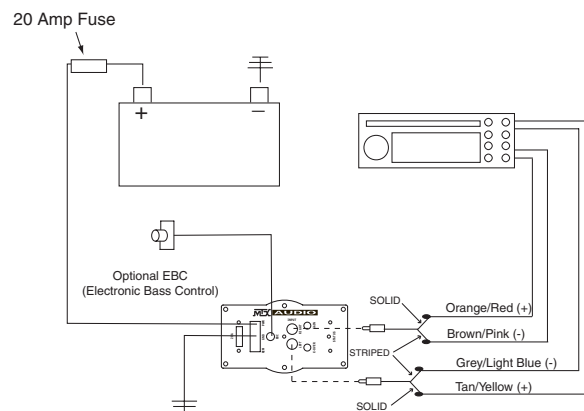 20 Amp Fuse
+
−
Optional EBC
(Electronic Bass Control)
MTX AUDIO
INPUT
SOLID
Orange/Red (+)
Brown/Pink (-)
STRIPED
Grey/Light Blue (-)
Tan/Yellow (+)
SOLID